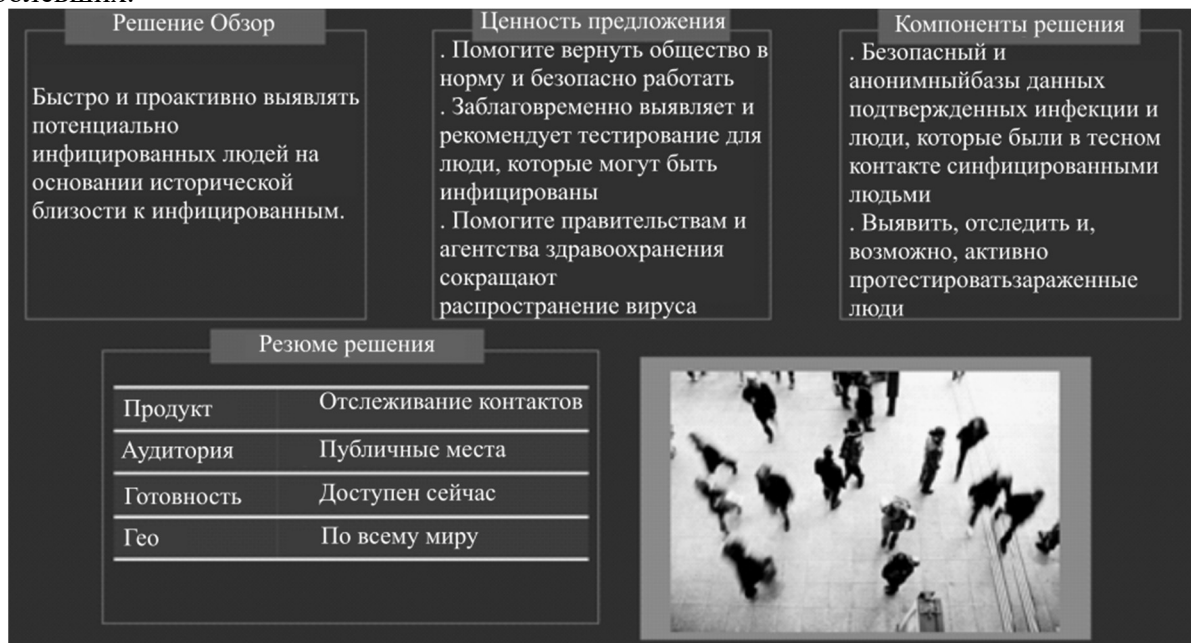 Решение Обзор
Быстро и проактивно выявлять
потенциально
инфицированных людей на
основании исторической
близости к инфицированным.
Ценность предложения
. Помогите вернуть общество в
норму и безопасно работать
. Заблаговременно выявляет и
рекомендует тестирование для
люди, которые могут быть
инфицированы
. Помогите правительствам и
агентства здравоохранения
сокращают
распространение вируса
Компоненты решения
. Безопасный и
анонимныйбазы данных
подтвержденных инфекции и
люди, которые были в тесном
контакте синфицированными
людьми
. Выявить, отследить и,
возможно, активно
протестироватьзараженные
люди
Резюме решения
Продукт Отслеживание контактов
Аудитория Публичные места
Готовность Доступен сейчас
Гео По всему миру